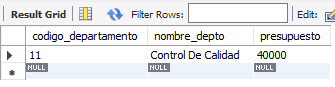 Result Grid Filter Rows: Edit:
codigo_departamento nombre_depto presupuesto
11 Control De Calidad 40000
NULL NULL NULL